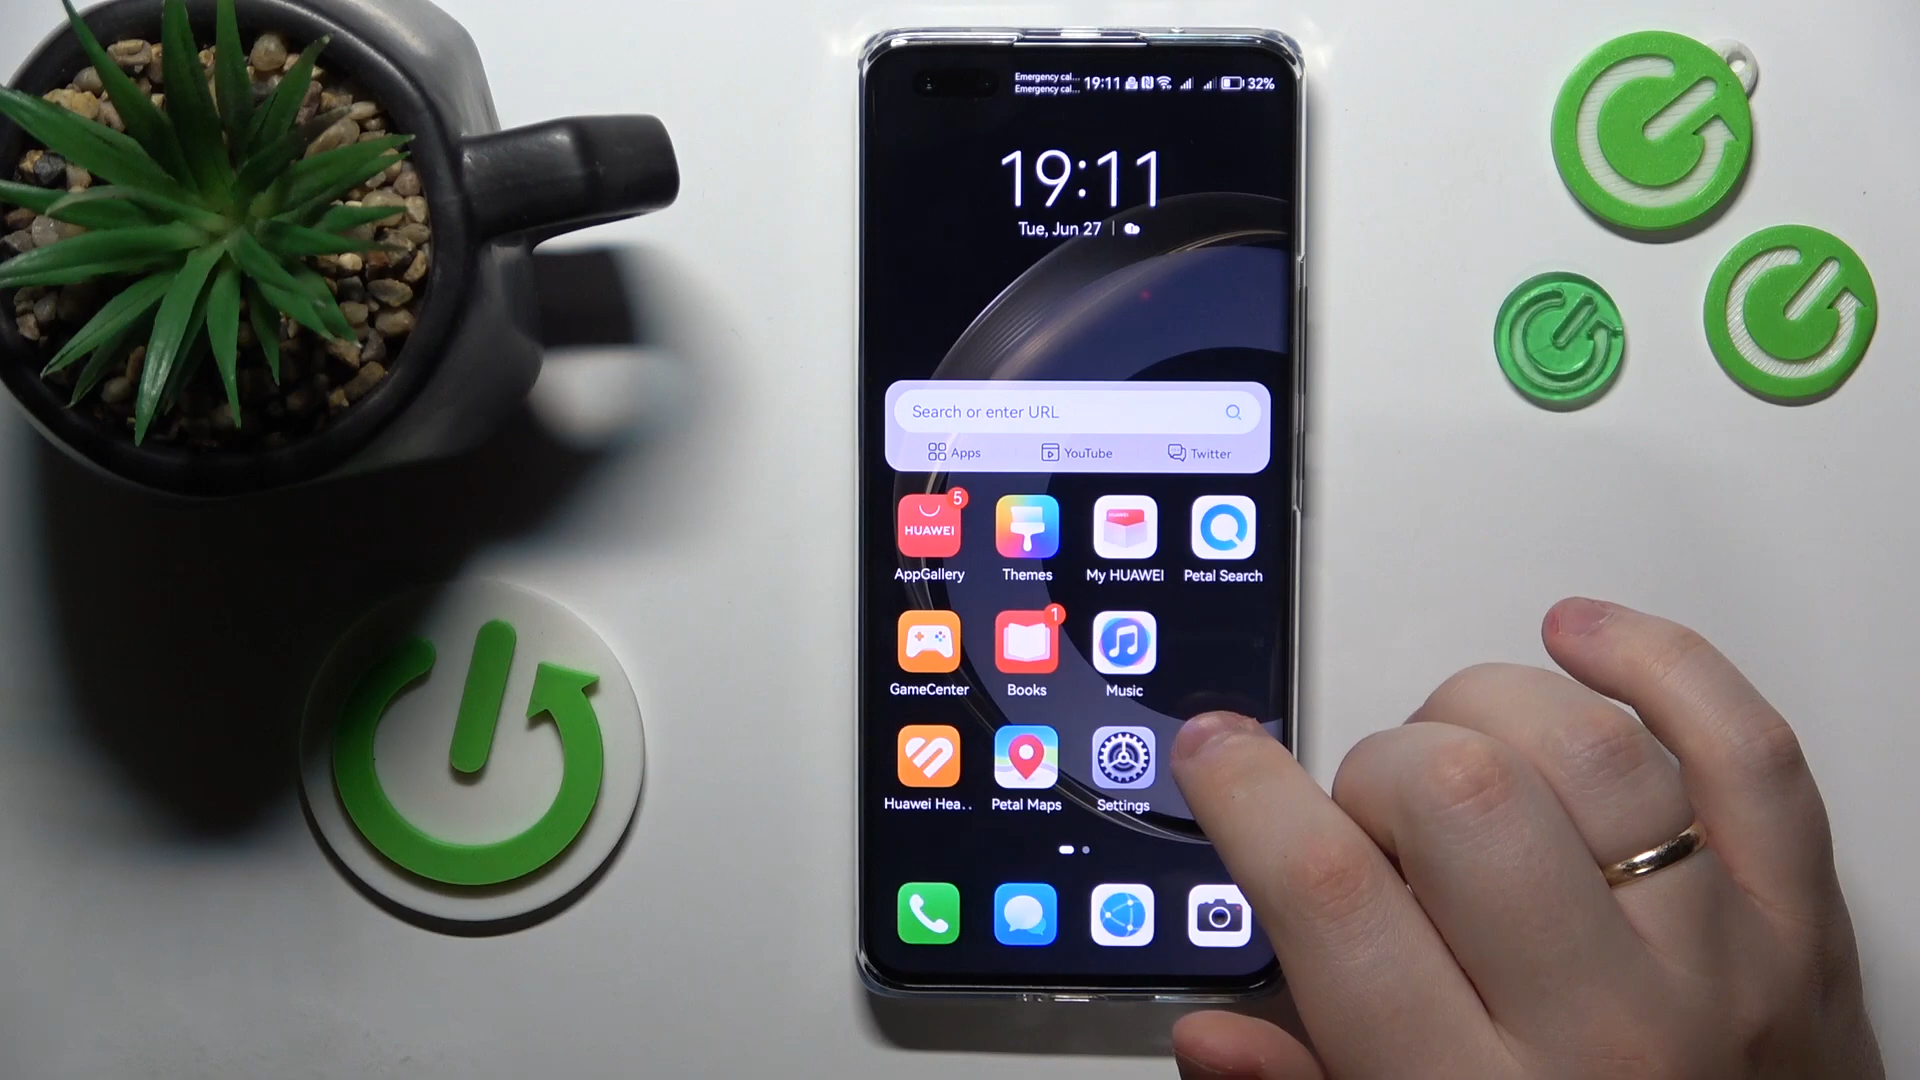 Emergency cal...
Emergency cal...
19:11
32%
19:11
Tue, Jun 27
Search or enter URL
Apps
YouTube
Twitter
5
HUAWEI
HUAWEI
AppGallery
Themes
My HUAWEI
Petal Search
1
GameCenter
Books
Music
Huawei Hea..
Petal Maps
Settings